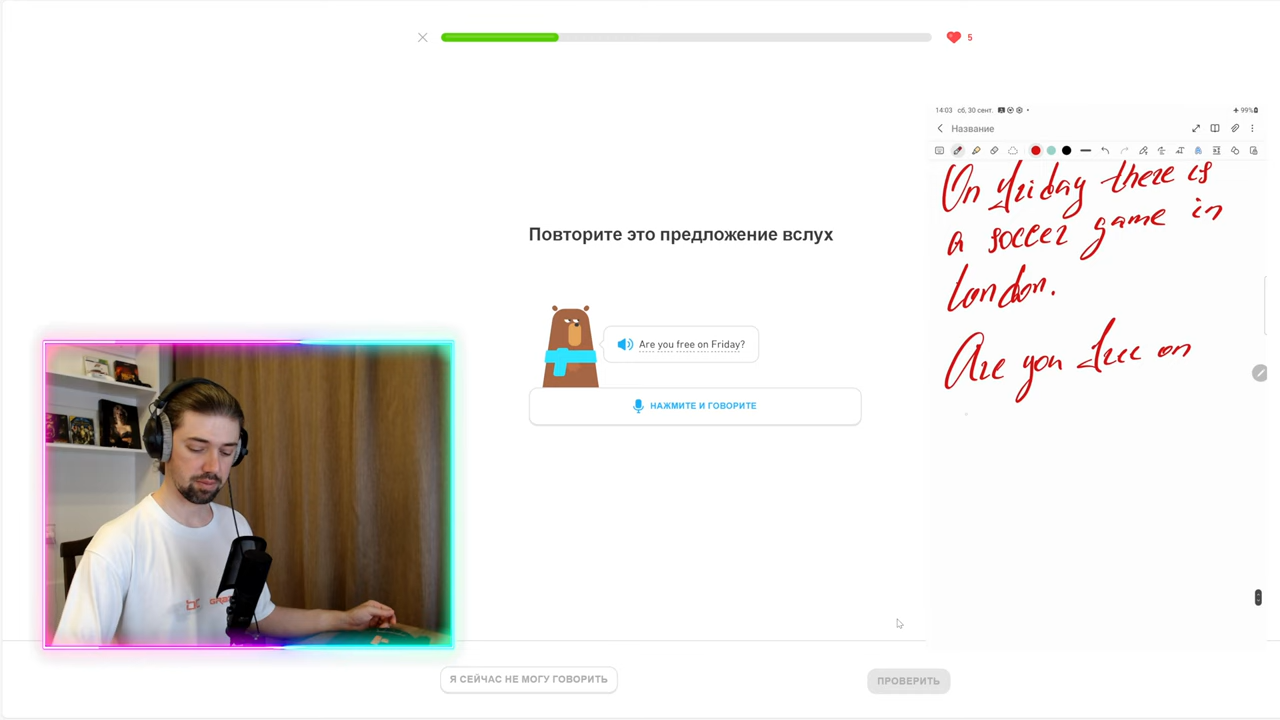 5
14:03 сб, 30 сент.
99%
Название
On friday there is
a soccer game in
london.
Are you free on
Повторите это предложение вслух
Are you free on Friday?
НАЖМИТЕ И ГОВОРИТЕ
Я СЕЙЧАС НЕ МОГУ ГОВОРИТЬ
ПРОВЕРИТЬ